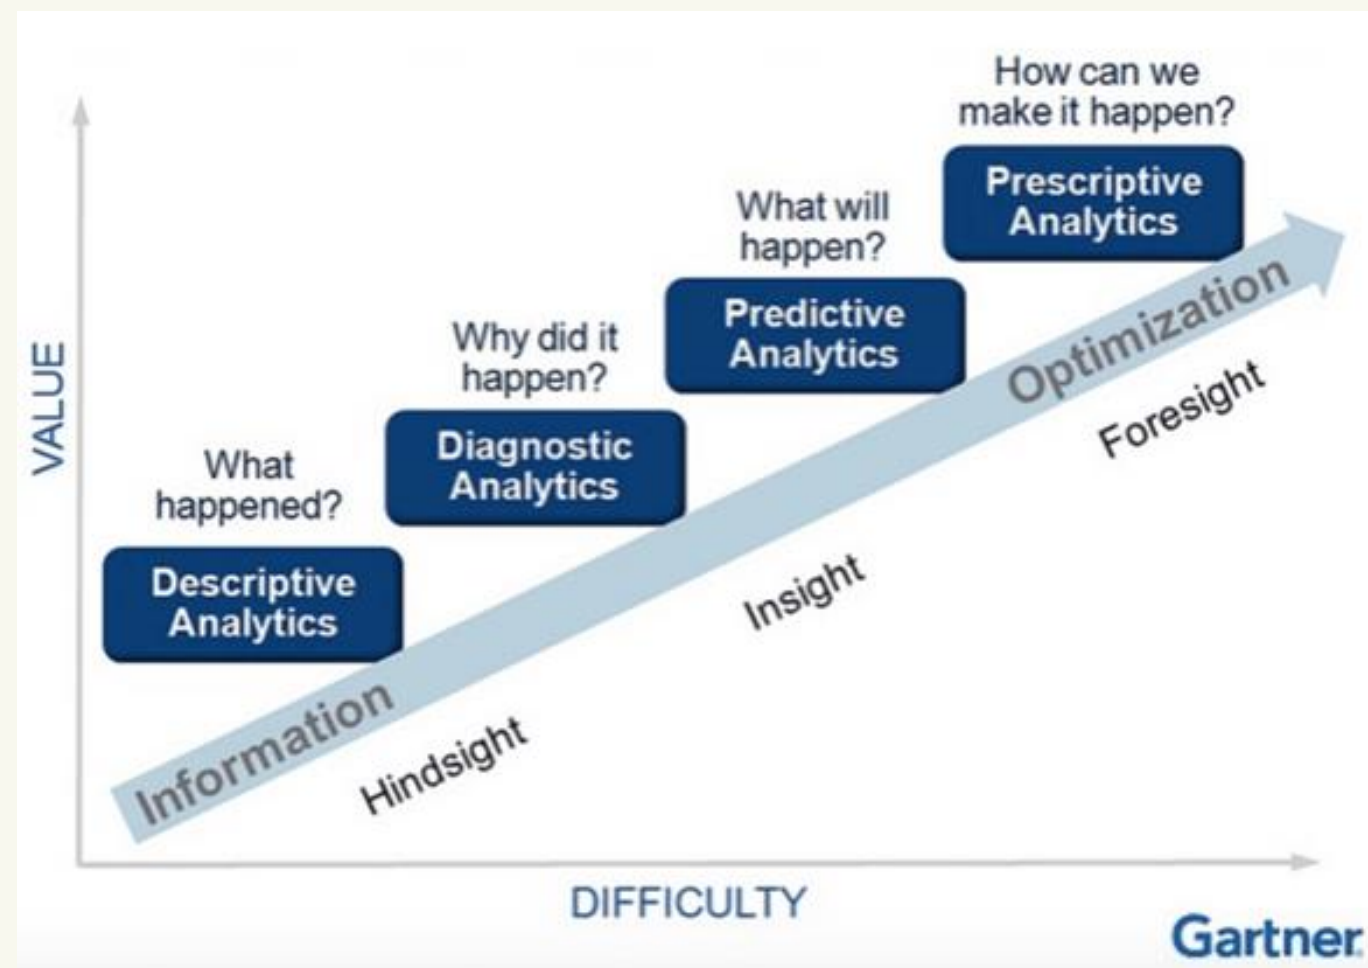 How can we
make it happen?
Prescriptive
Analytics
What will
happen?
Predictive
Analytics
Why did it
happen?
Diagnostic
Analytics
What
happened?
Descriptive
Analytics
VALUE
Information
Optimization
Hindsight
Insight
Foresight
DIFFICULTY
Gartner